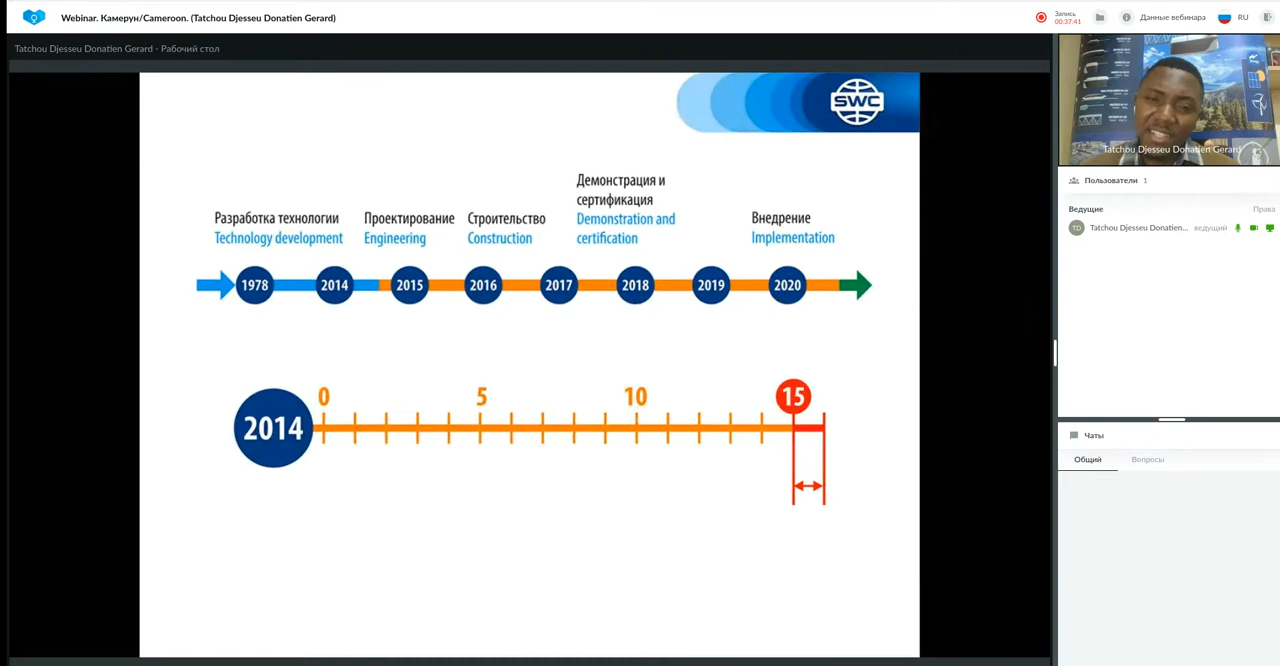 Webinar. Камерун/Cameroon. (Tatchou Djesseu Donatien Gerard)
Запись
00:37:41
Данные вебинара
RU
Tatchou Djesseu Donatien Gerard - Рабочий стол
SWC
Разработка технологии
Technology development
Проектирование
Engineering
Строительство
Construction
Демонстрация и
сертификация
Demonstration and
certification
Внедрение
Implementation
1978
2014
2015
2016
2017
2018
2019
2020
2014
0
5
10
15
Tatchou Djesseu Donatien Gerard
Пользователи 1
Ведущие
Права
TD
Tatchou Djesseu Donatien...
ведущий
Чаты
Общий
Вопросы